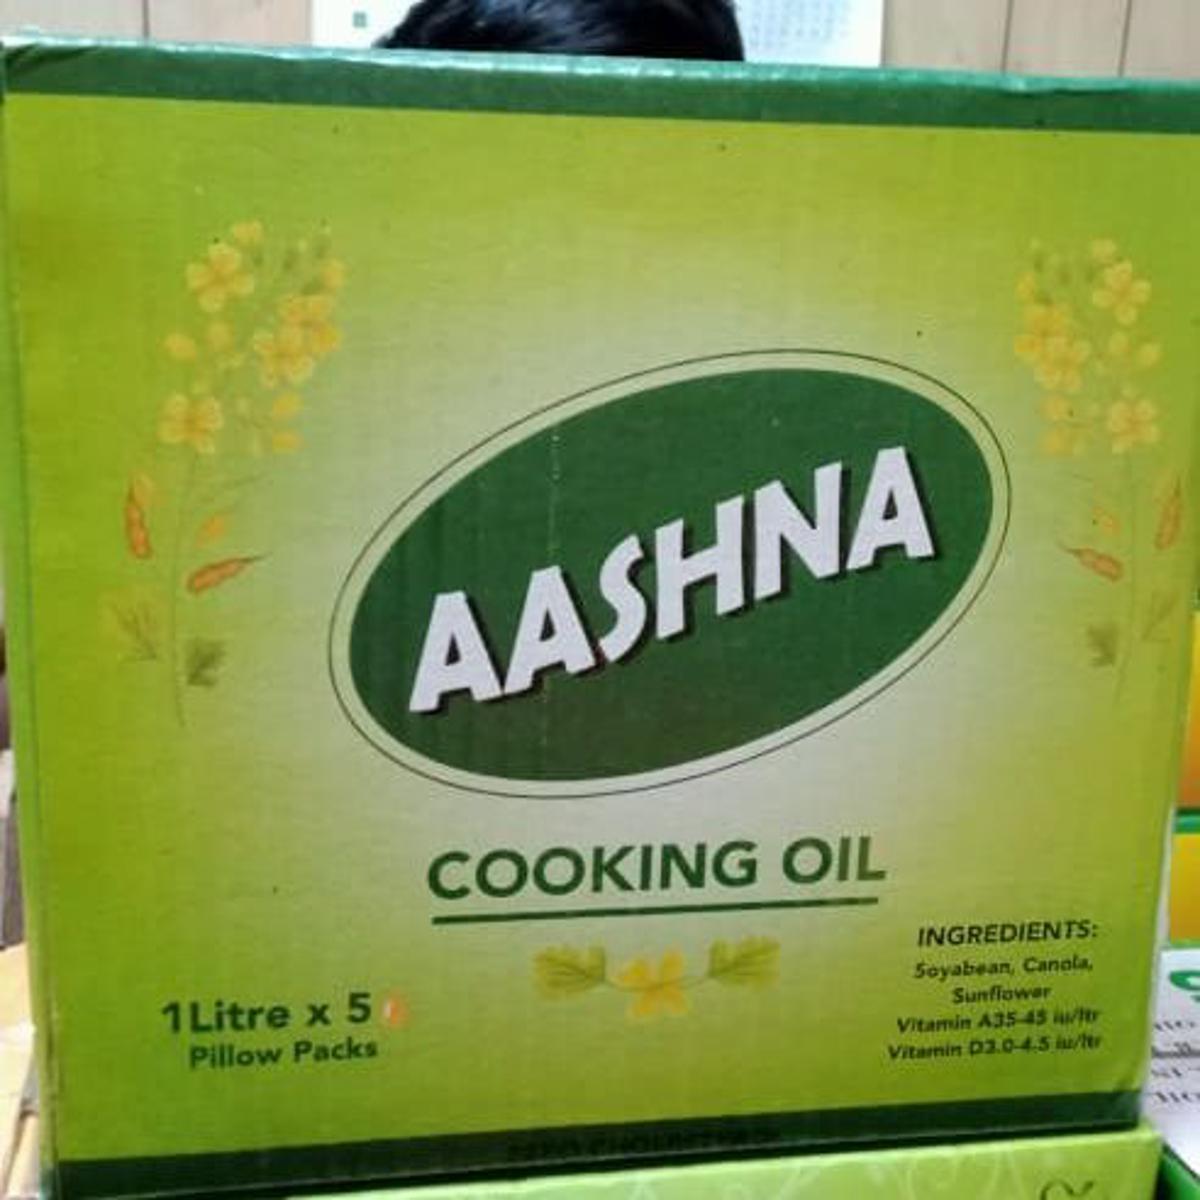 AASHNA
COOKING OIL
1Litre x 5
Pillow Packs
INGREDIENTS:
Soyabean, Canola,
Sunflower
Vitamin A35-45 iu/ltr
Vitamin D3.0-4.5 iu/ltr